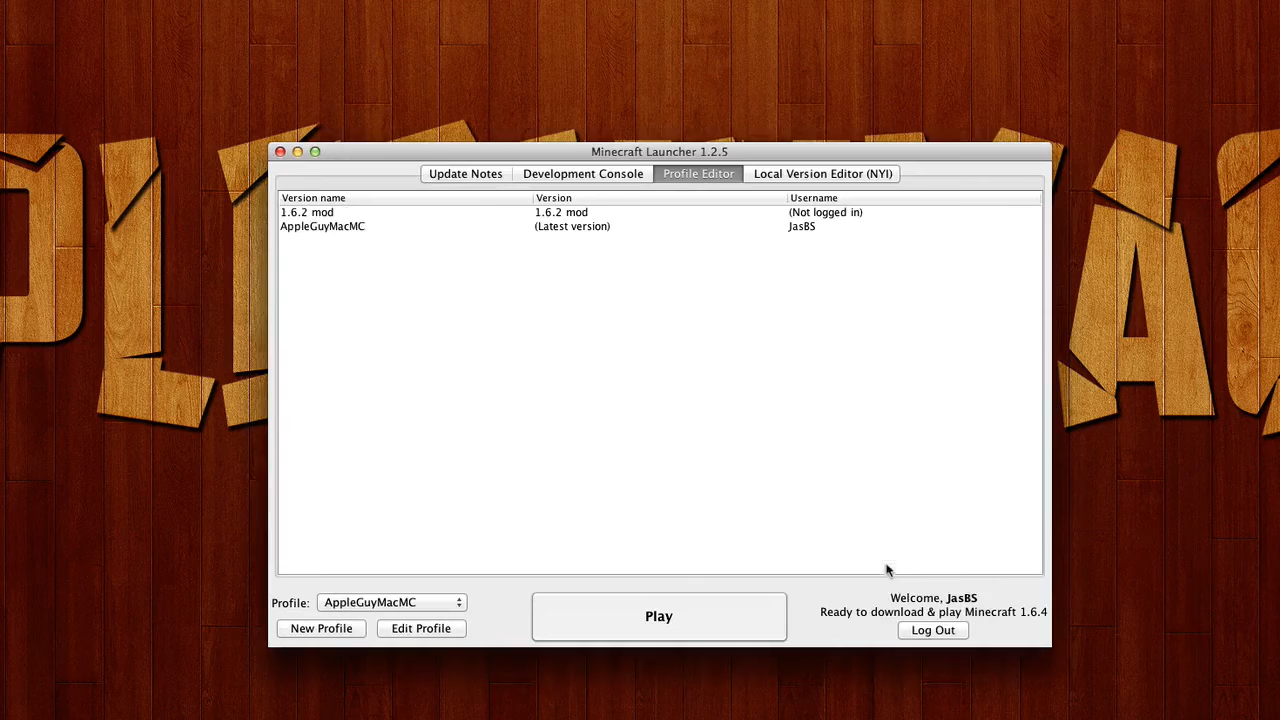 Minecraft Launcher 1.2.5
Update Notes Development Console Profile Editor Local Version Editor (NYI)
Version name Version Username
1.6.2 mod 1.6.2 mod (Not logged in)
AppleGuyMacMC (Latest version) JasBS
Profile: AppleGuyMacMC
New Profile Edit Profile
Play
Welcome, JasBS
Ready to download & play Minecraft 1.6.4
Log Out